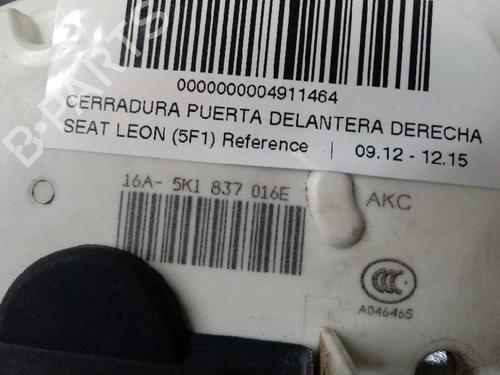 0000000004911464
CERRADURA PUERTA DELANTERA DERECHA
SEAT LEON (5F1) Reference | 09.12 - 12.15
16A- 5K1 837 016E
AKC
CCC
A046465
B-PARTS